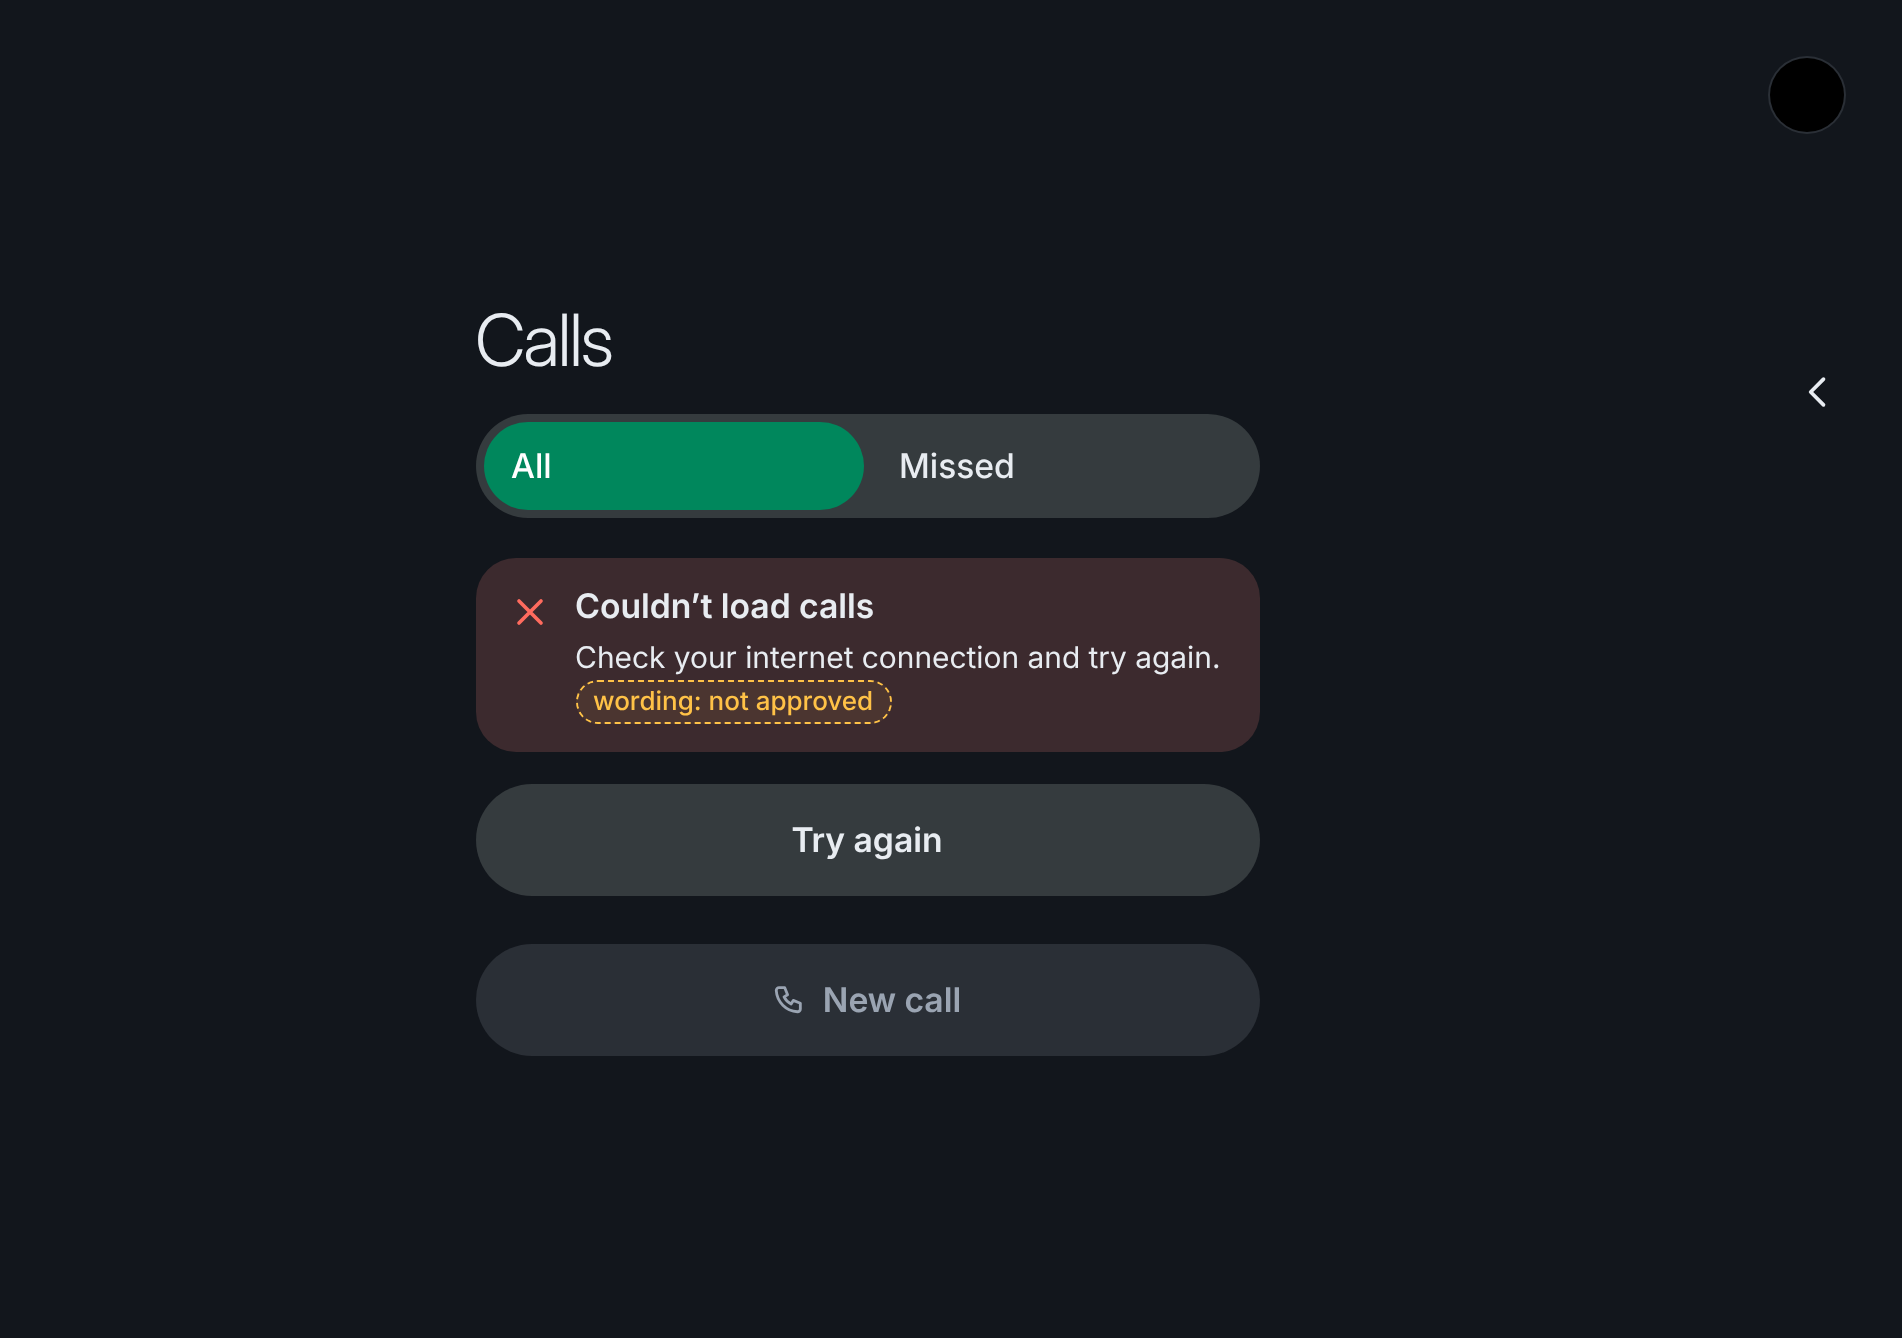 Calls
All
Missed
Couldn’t load calls
Check your internet connection and try again.
wording: not approved
Try again
New call